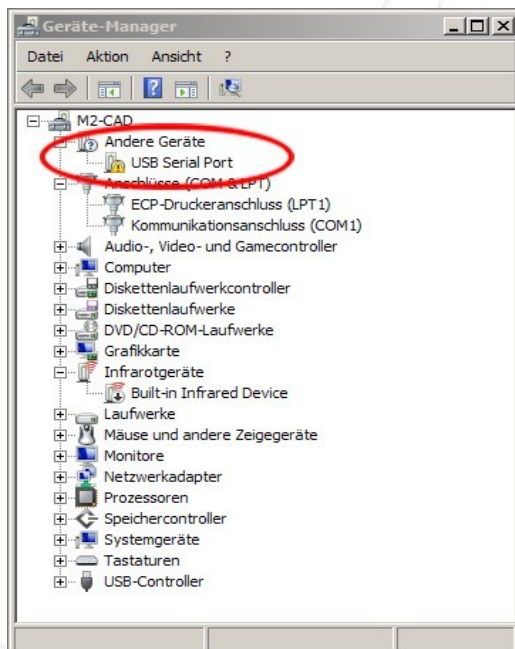 Geräte-Manager
Datei Aktion Ansicht ?
M2-CAD
Andere Geräte
USB Serial Port
Anschlüsse (COM & LPT)
ECP-Druckeranschluss (LPT1)
Kommunikationsanschluss (COM1)
Audio-, Video- und Gamecontroller
Computer
Diskettenlaufwerkcontroller
Diskettenlaufwerke
DVD/CD-ROM-Laufwerke
Grafikkarte
Infrarotgeräte
Built-in Infrared Device
Laufwerke
Mäuse und andere Zeigegeräte
Monitore
Netzwerkadapter
Prozessoren
Speichercontroller
Systemgeräte
Tastaturen
USB-Controller